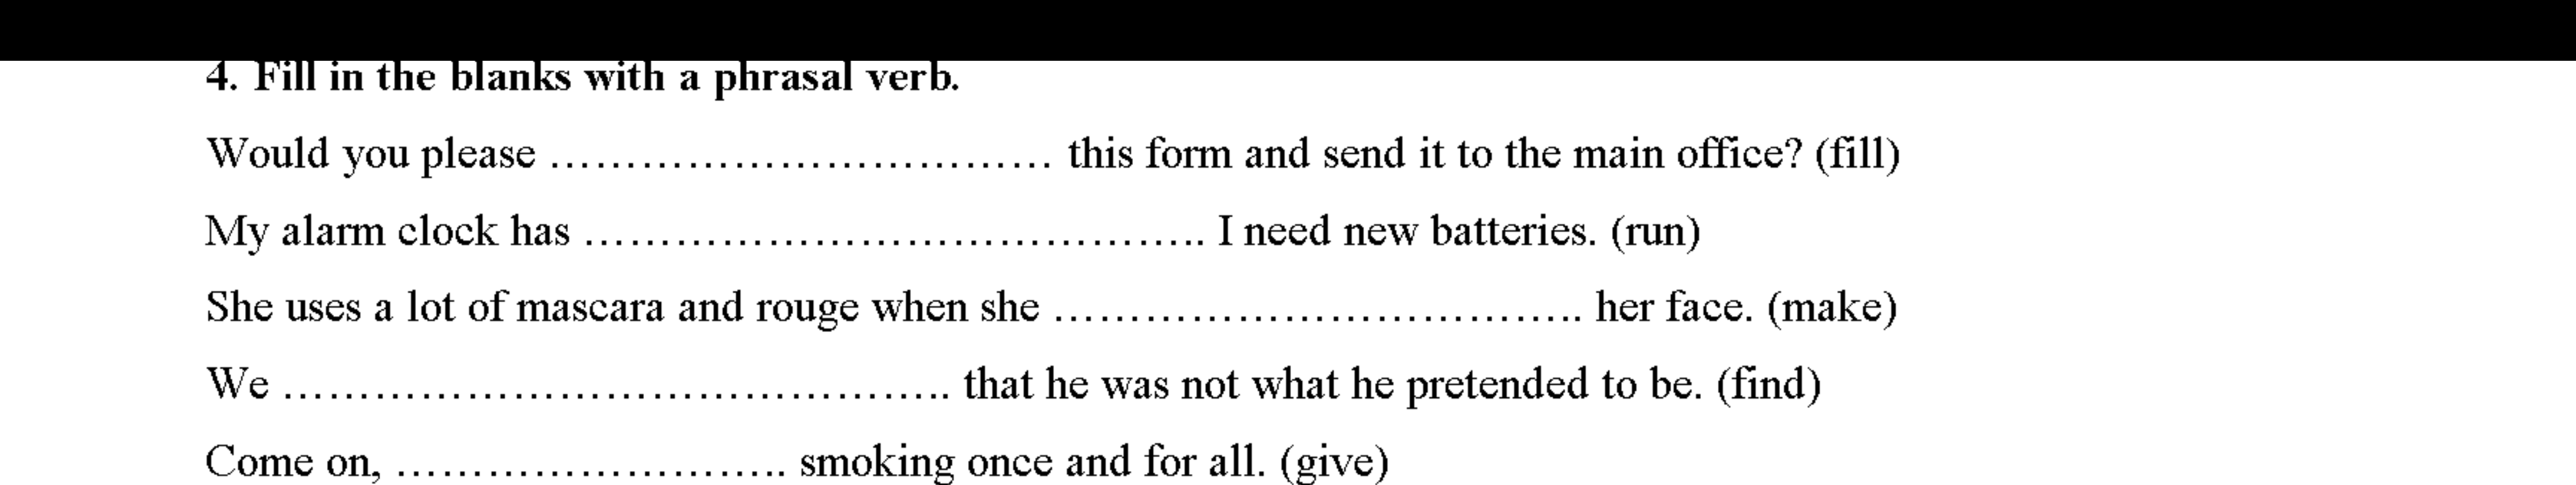 4. Fill in the blanks with a phrasal verb.
Would you please ………………………….. this form and send it to the main office? (fill)
My alarm clock has ………………………………….. I need new batteries. (run)
She uses a lot of mascara and rouge when she …………………………….. her face. (make)
We …………………………………….. that he was not what he pretended to be. (find)
Come on, …………………….. smoking once and for all. (give)